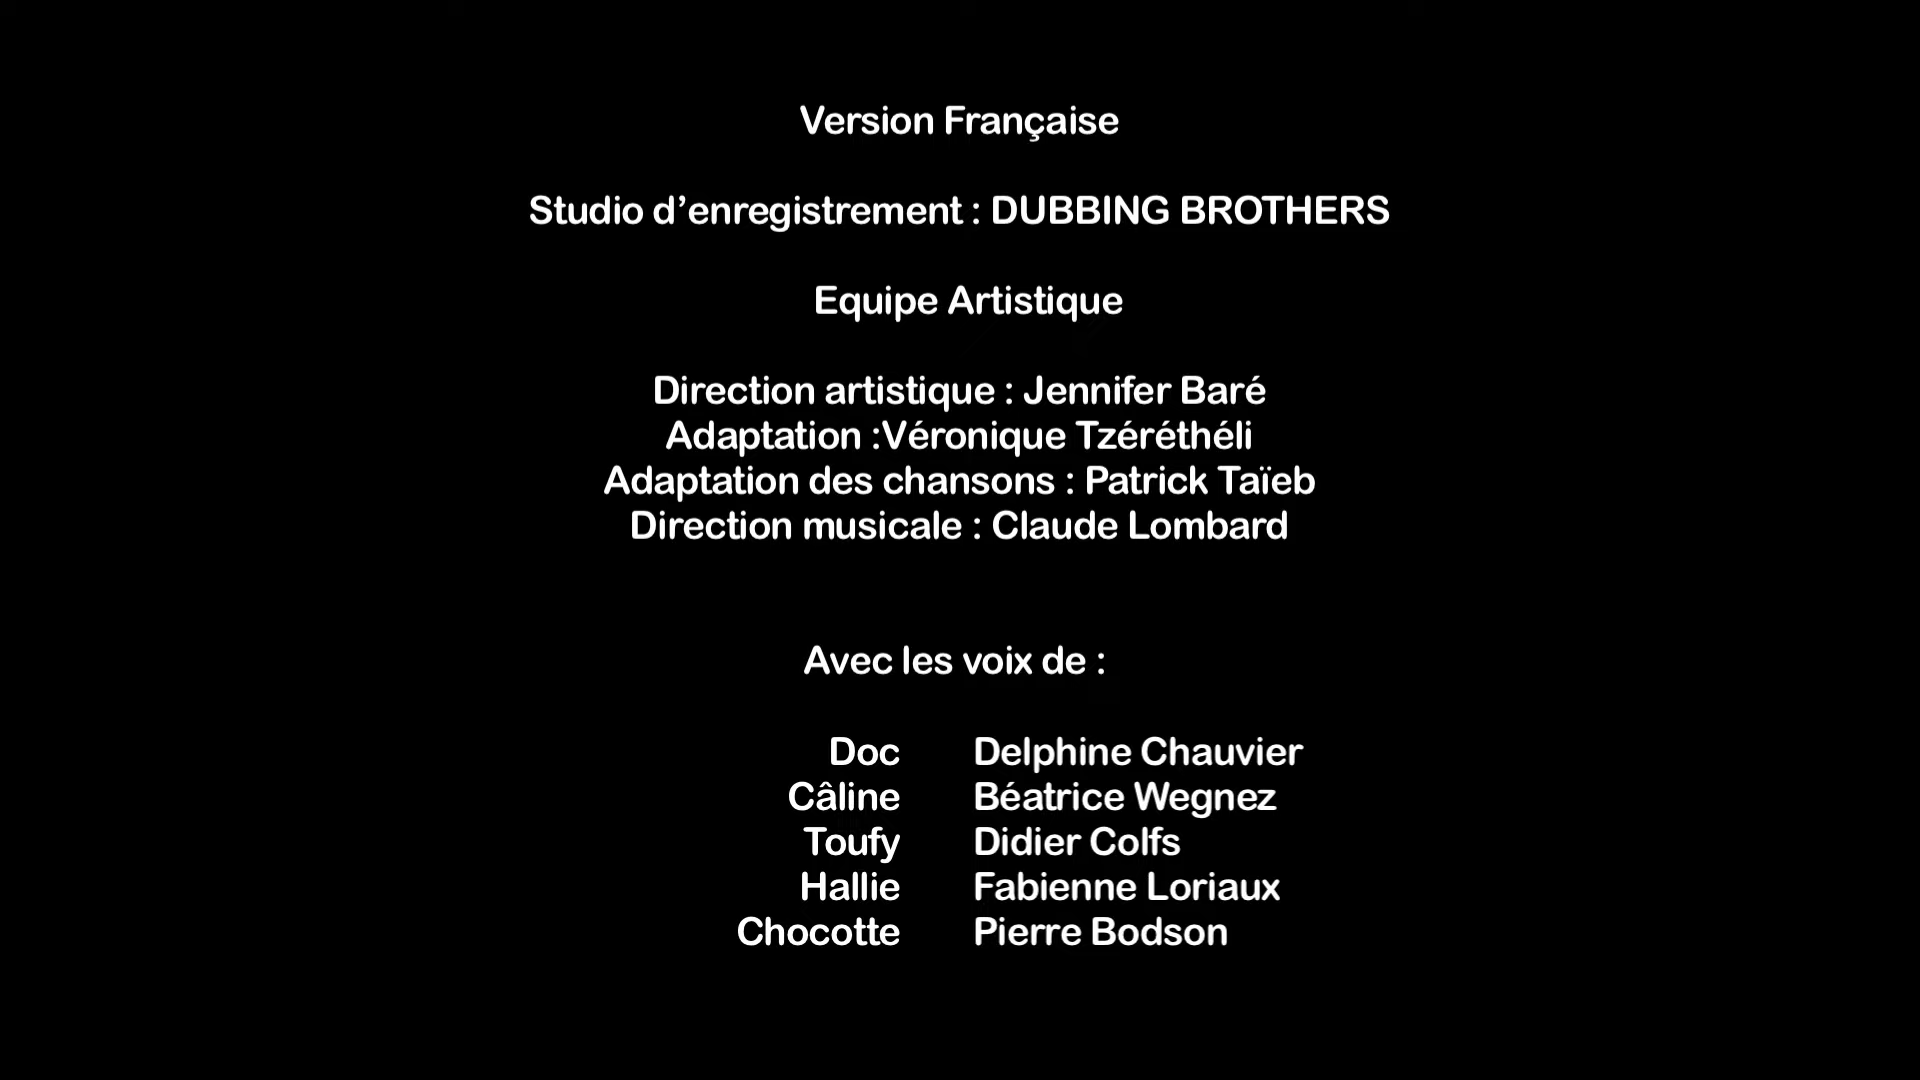 Version Française
Studio d’enregistrement : DUBBING BROTHERS
Equipe Artistique
Direction artistique : Jennifer Baré
Adaptation :Véronique Tzéréthéli
Adaptation des chansons : Patrick Taïeb
Direction musicale : Claude Lombard
Avec les voix de :
Doc Delphine Chauvier
Câline Béatrice Wegnez
Toufy Didier Colfs
Hallie Fabienne Loriaux
Chocotte Pierre Bodson